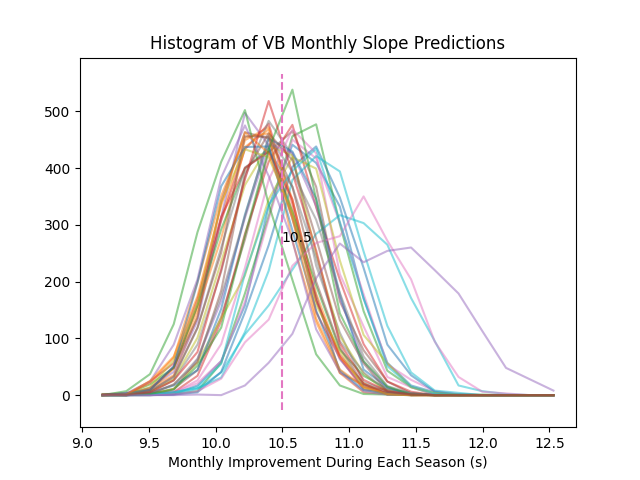 Histogram of VB Monthly Slope Predictions
500
400
300
10.5
200
100
0
9.0 9.5 10.0 10.5 11.0 11.5 12.0 12.5
Monthly Improvement During Each Season (s)